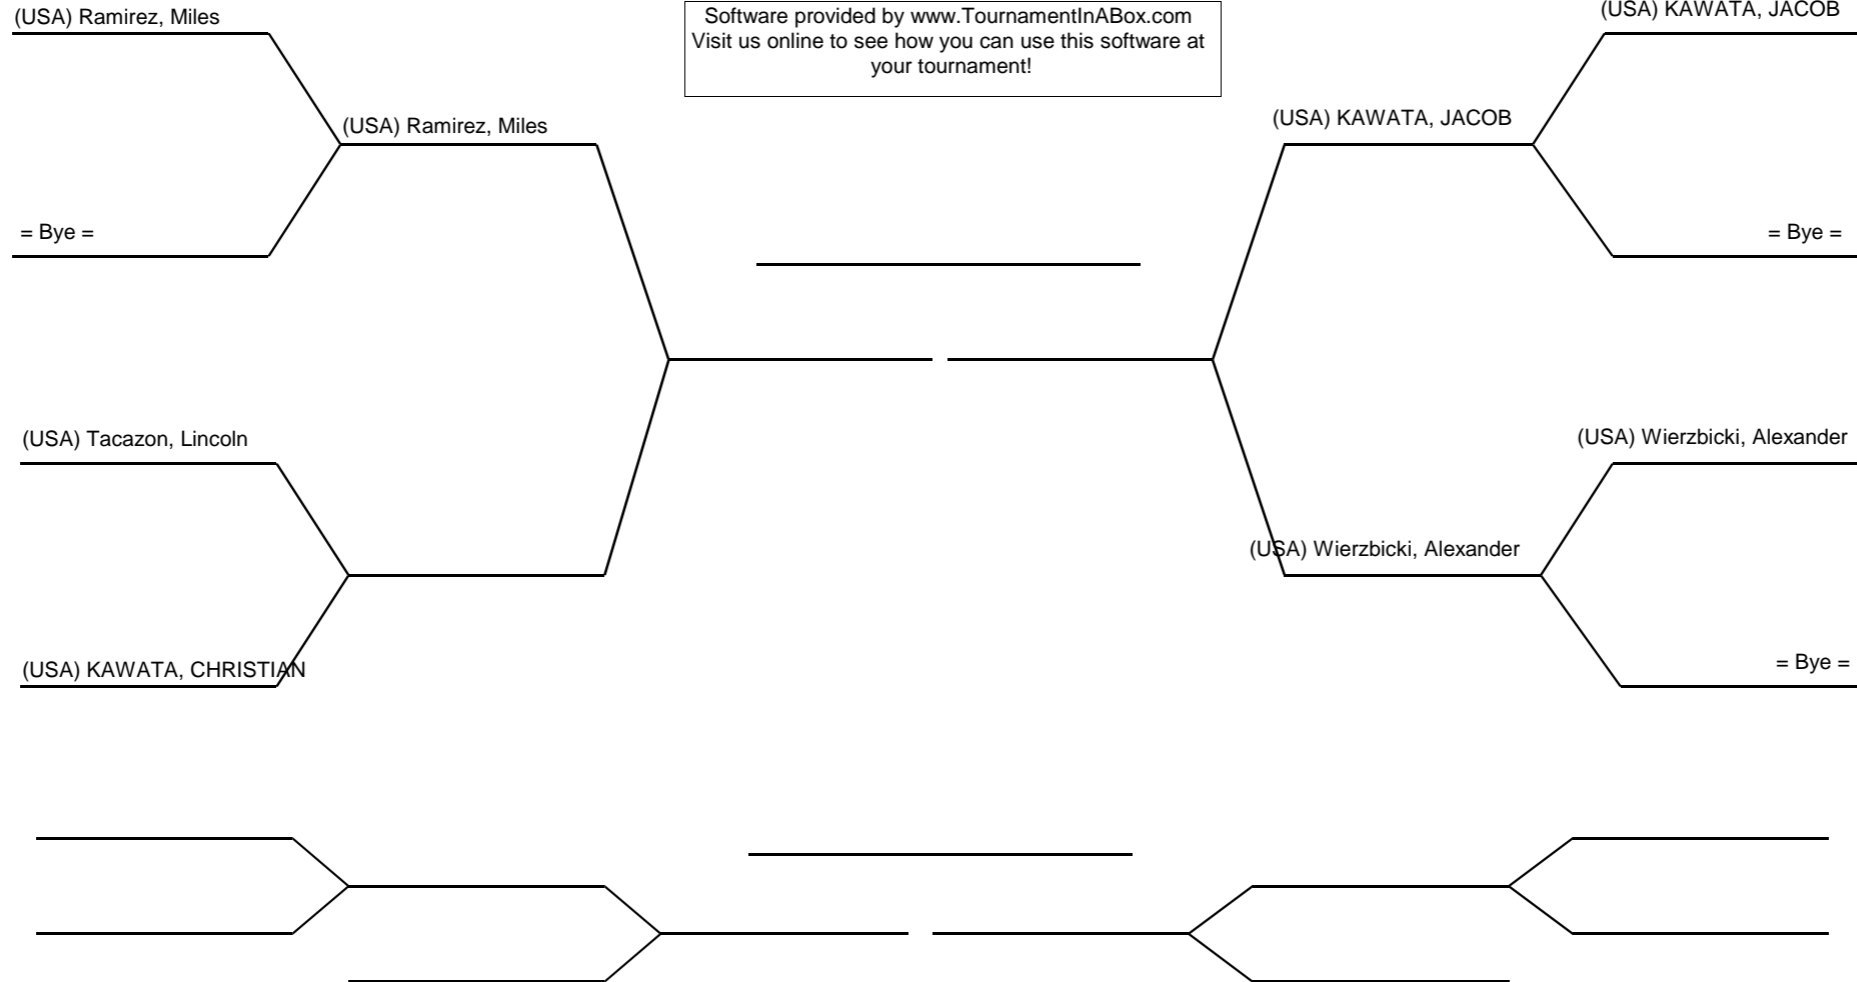 (USA) Ramirez, Miles
Software provided by www.TournamentInABox.com
Visit us online to see how you can use this software at
your tournament!
(USA) KAWATA, JACOB
(USA) Ramirez, Miles
(USA) KAWATA, JACOB
= Bye =
= Bye =
(USA) Tacazon, Lincoln
(USA) Wierzbicki, Alexander
(USA) Wierzbicki, Alexander
(USA) KAWATA, CHRISTIAN
= Bye =